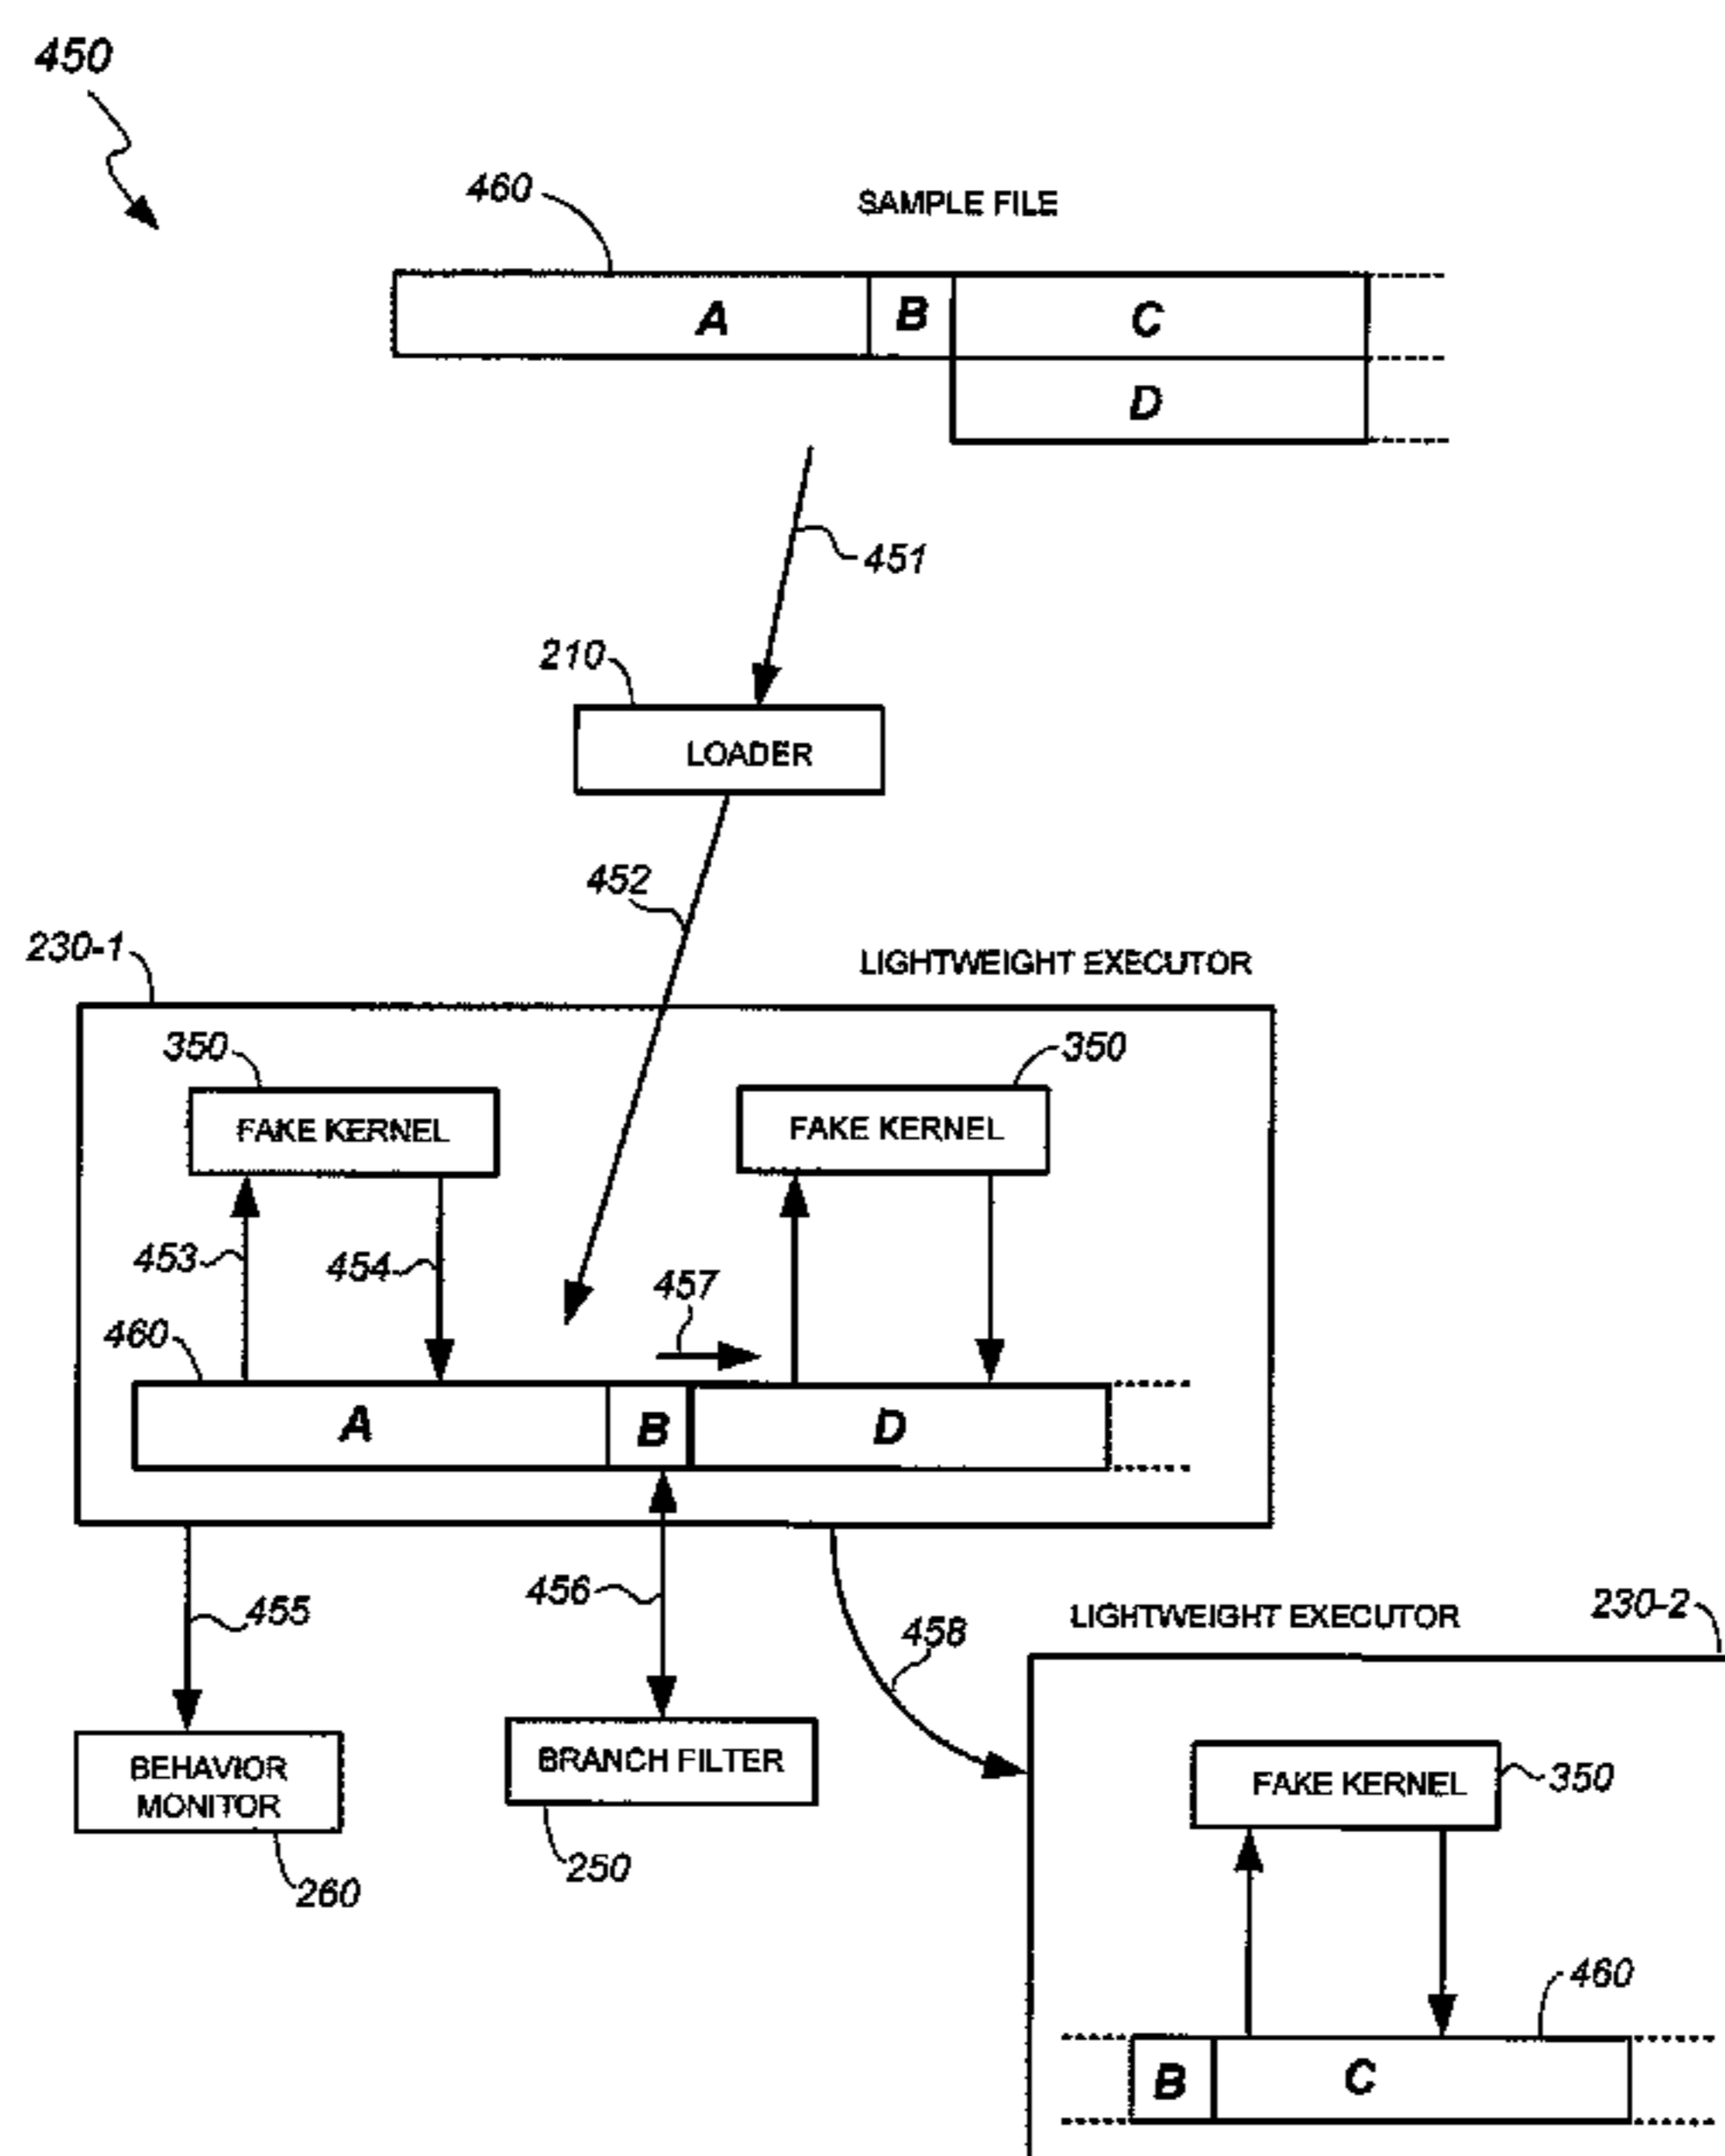 450
460
SAMPLE FILE
A
B
C
D
451
210
LOADER
452
230-1
LIGHTWEIGHT EXECUTOR
350
350
FAKE KERNEL
FAKE KERNEL
453
454
457
460
A
B
D
455
456
458
LIGHTWEIGHT EXECUTOR
230-2
BEHAVIOR
MONITOR
BRANCH FILTER
FAKE KERNEL
350
260
250
460
B
C